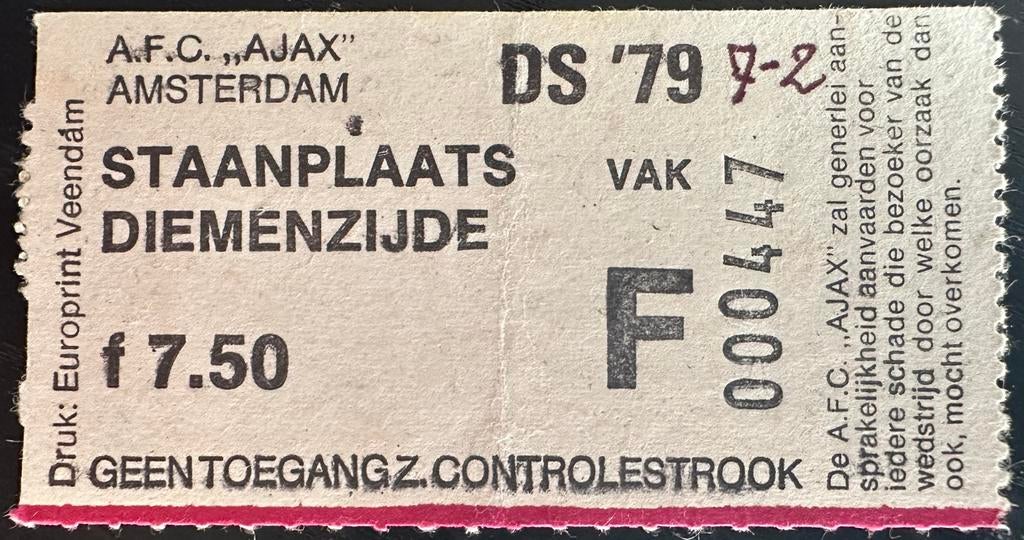 A.F.C. „AJAX”
AMSTERDAM
DS '79
7-2
STAANPLAATS
DIEMENZIJDE
VAK
F
000447
f 7.50
GEEN TOEGANG Z. CONTROLESTROOK
Druk: Europrint Veendam
De A.F.C. „AJAX” zal generlei aan-
sprakelijkheid aanvaarden voor
iedere schade die bezoeker van de
wedstrijd door welke oorzaak dan
ook, mocht overkomen.